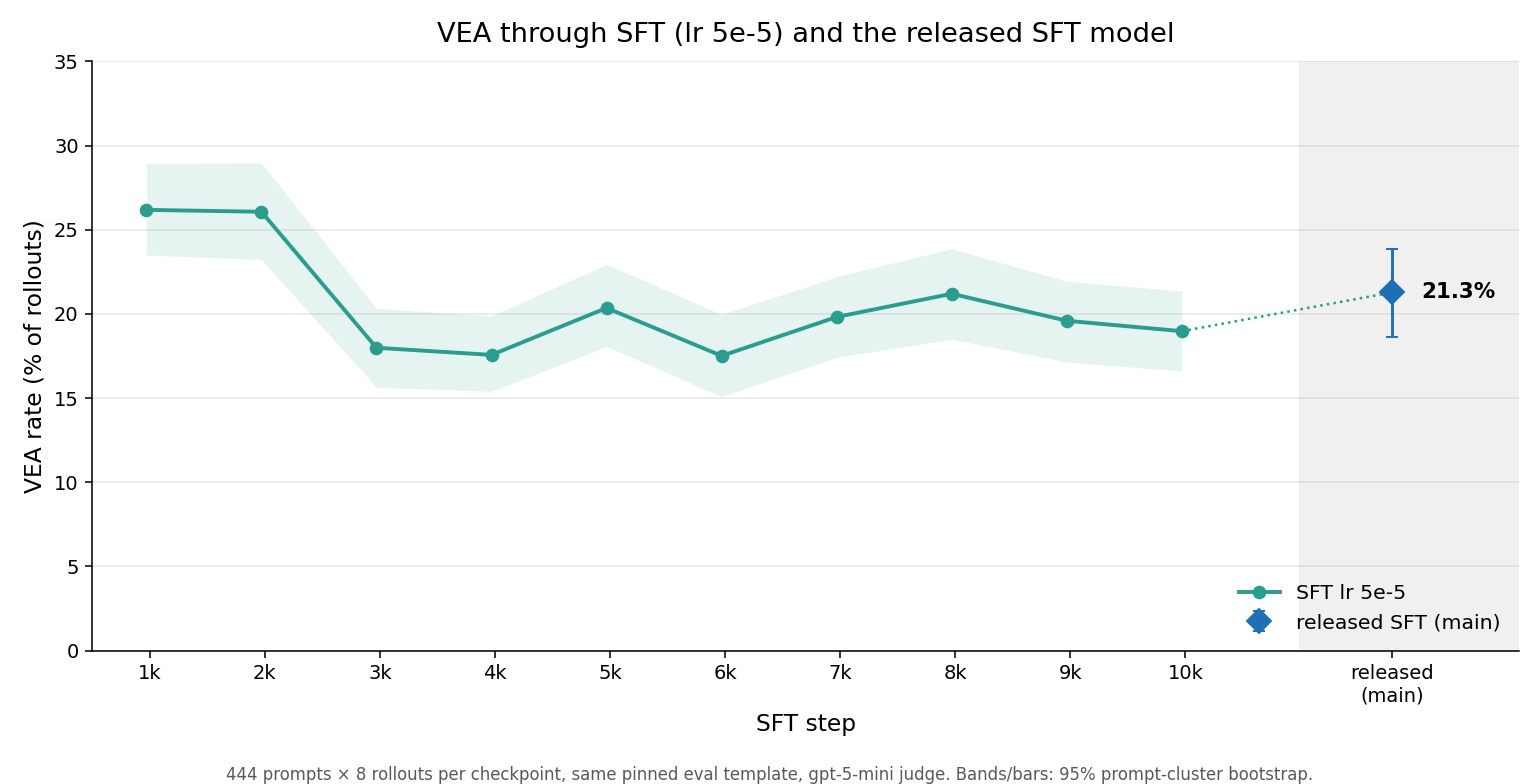 VEA through SFT (lr 5e-5) and the released SFT model
VEA rate (% of rollouts)
35
30
25
20
15
10
5
0
21.3%
SFT lr 5e-5
released SFT (main)
1k 2k 3k 4k 5k 6k 7k 8k 9k 10k released
(main)
SFT step
444 prompts × 8 rollouts per checkpoint, same pinned eval template, gpt-5-mini judge. Bands/bars: 95% prompt-cluster bootstrap.